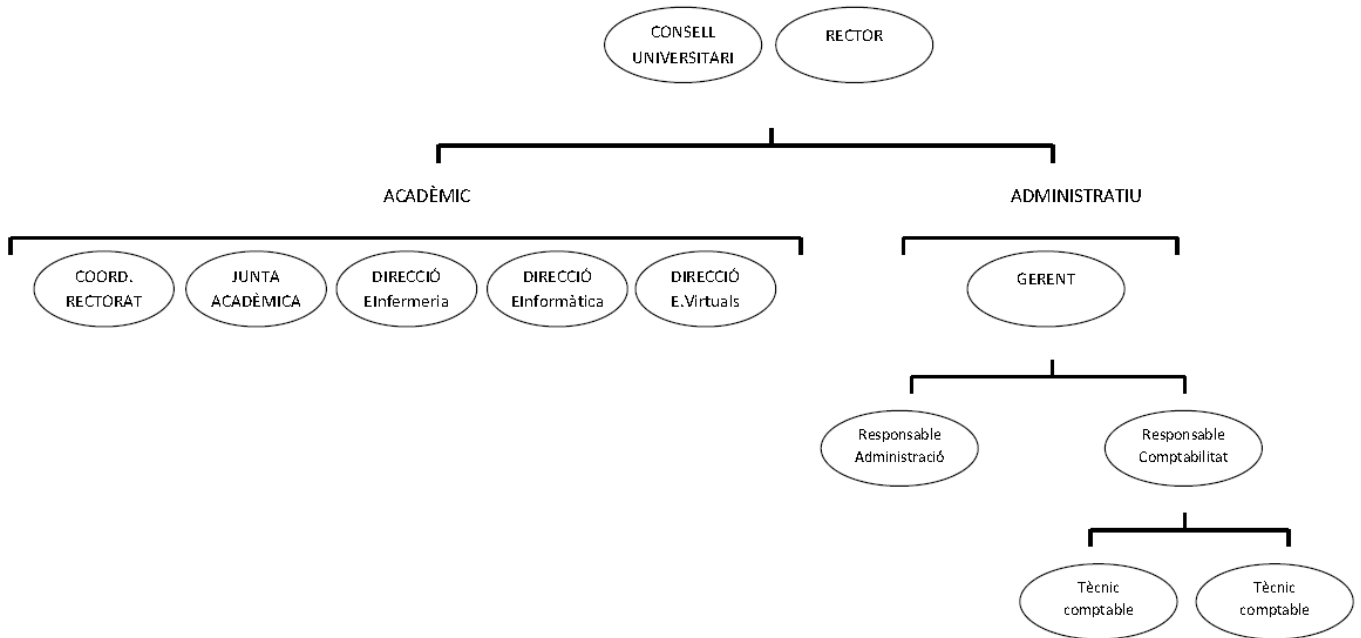 CONSELL
UNIVERSITARI
RECTOR
ACADÈMIC
ADMINISTRATIU
COORD.
RECTORAT
JUNTA
ACADÈMICA
DIRECCIÓ
EInfermeria
DIRECCIÓ
EInformàtica
DIRECCIÓ
E.Virtuals
GERENT
Responsable
Administració
Responsable
Comptabilitat
Tècnic
comptable
Tècnic
comptable